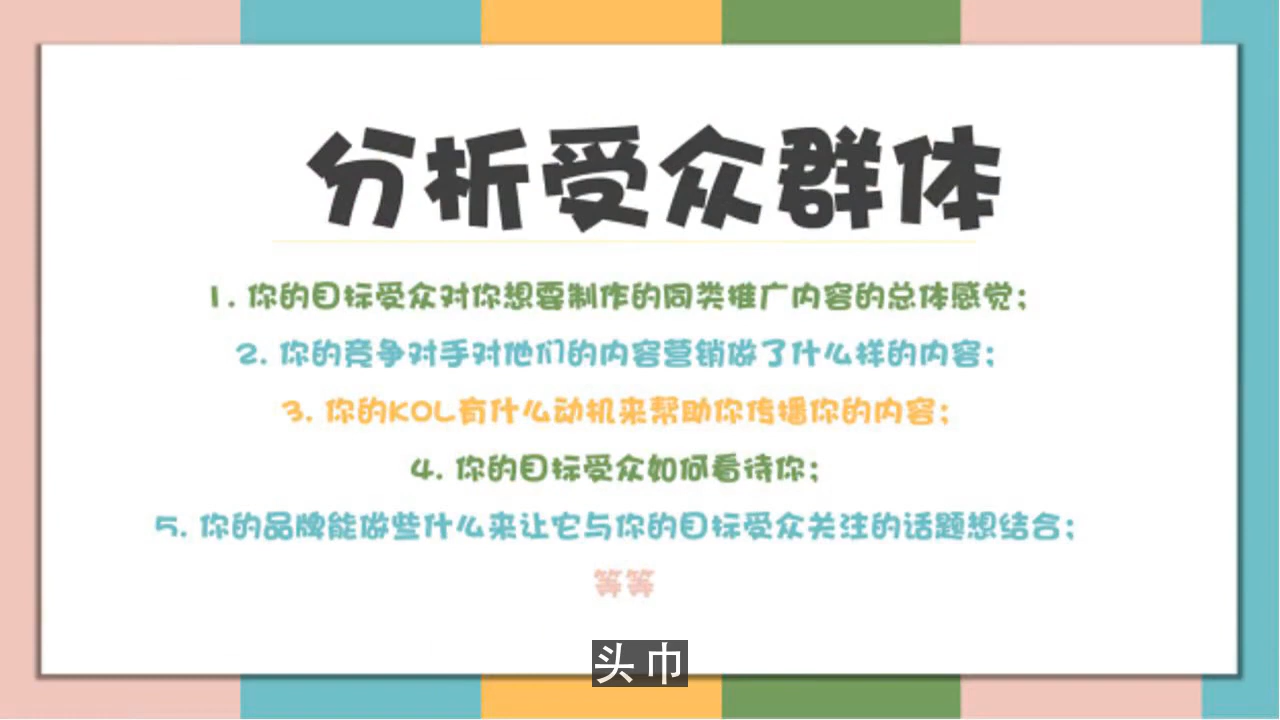 分析受众群体
1. 你的目标受众对你想要制作的同类推广内容的总体感觉；
2. 你的竞争对手对他们的内容营销做了什么样的内容；
3. 你的KOL有什么动机来帮助你传播你的内容；
4. 你的目标受众如何看待你；
5. 你的品牌能做些什么来让它与你的目标受众关注的话题想结合；
等等
头巾